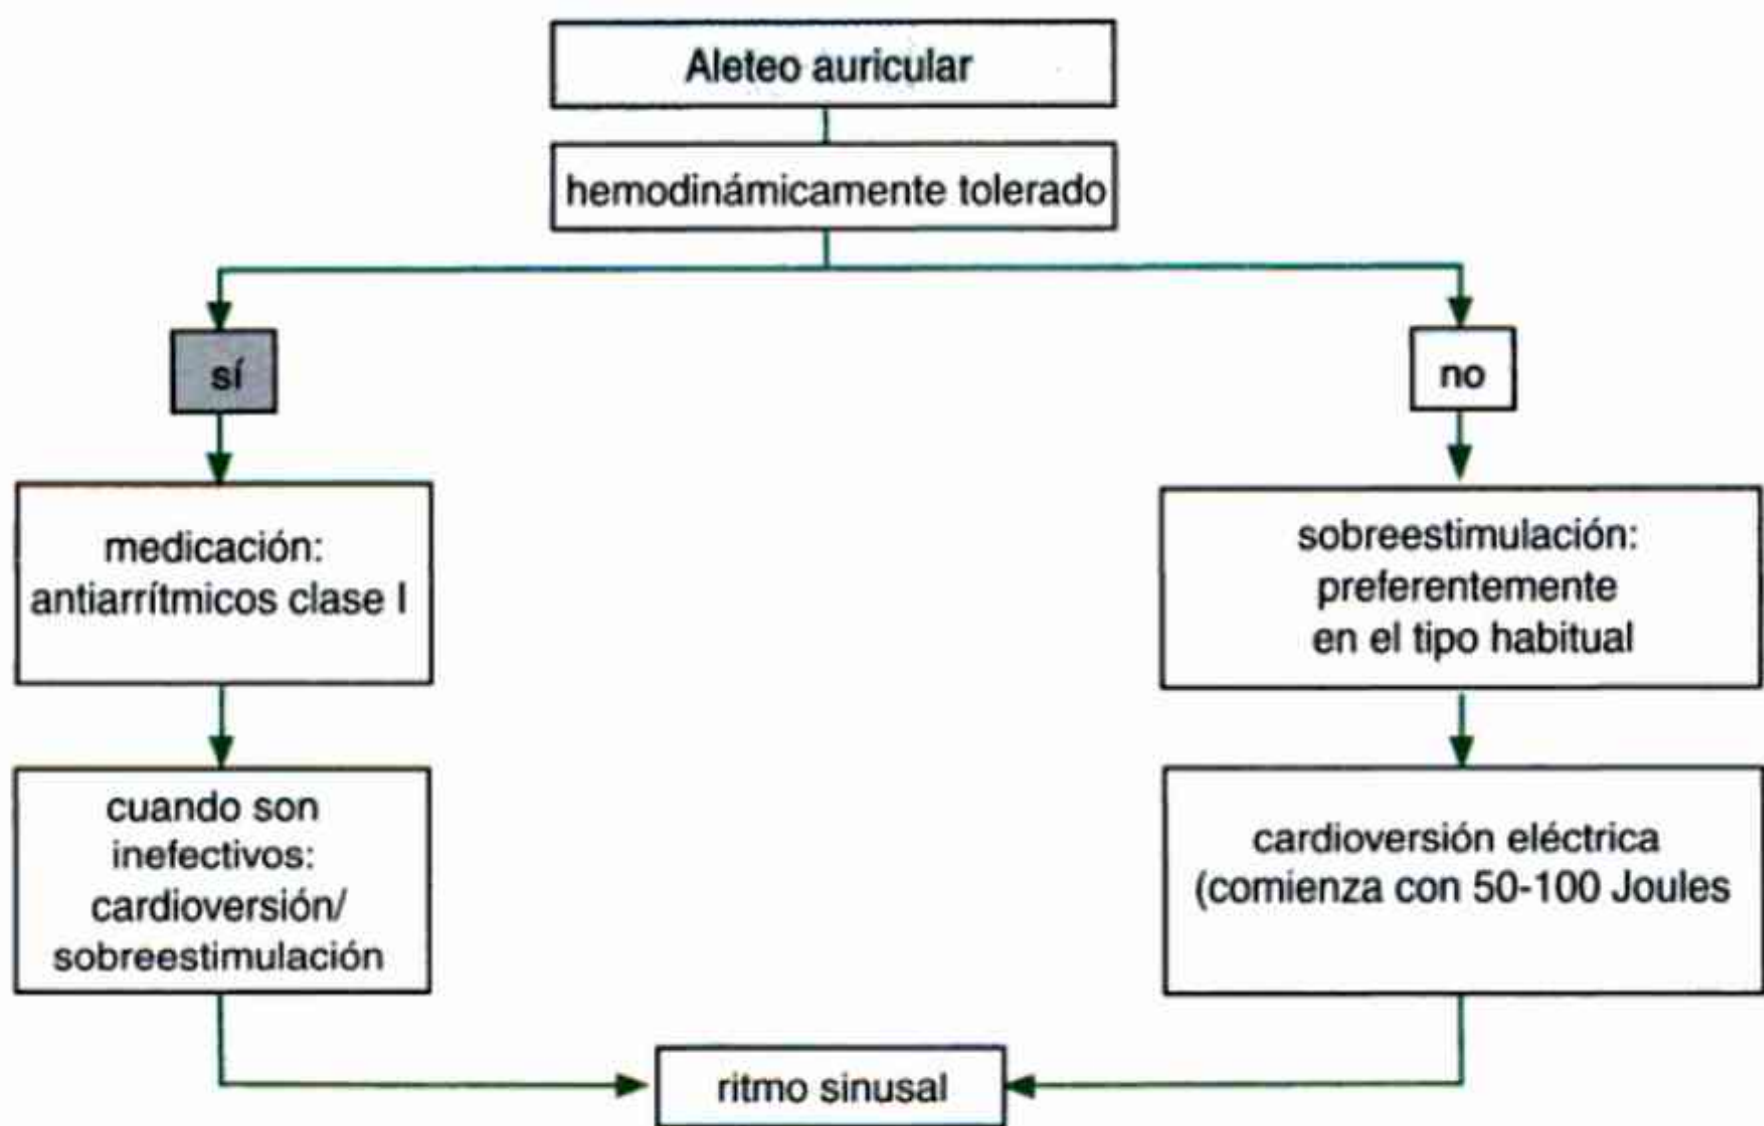 Aleteo auricular
hemodinámicamente tolerado
sí
no
medicación:
antiarrítmicos clase I
sobreestimulación:
preferentemente
en el tipo habitual
cuando son
inefectivos:
cardioversión/
sobreestimulación
cardioversión eléctrica
(comienza con 50-100 Joules
ritmo sinusal